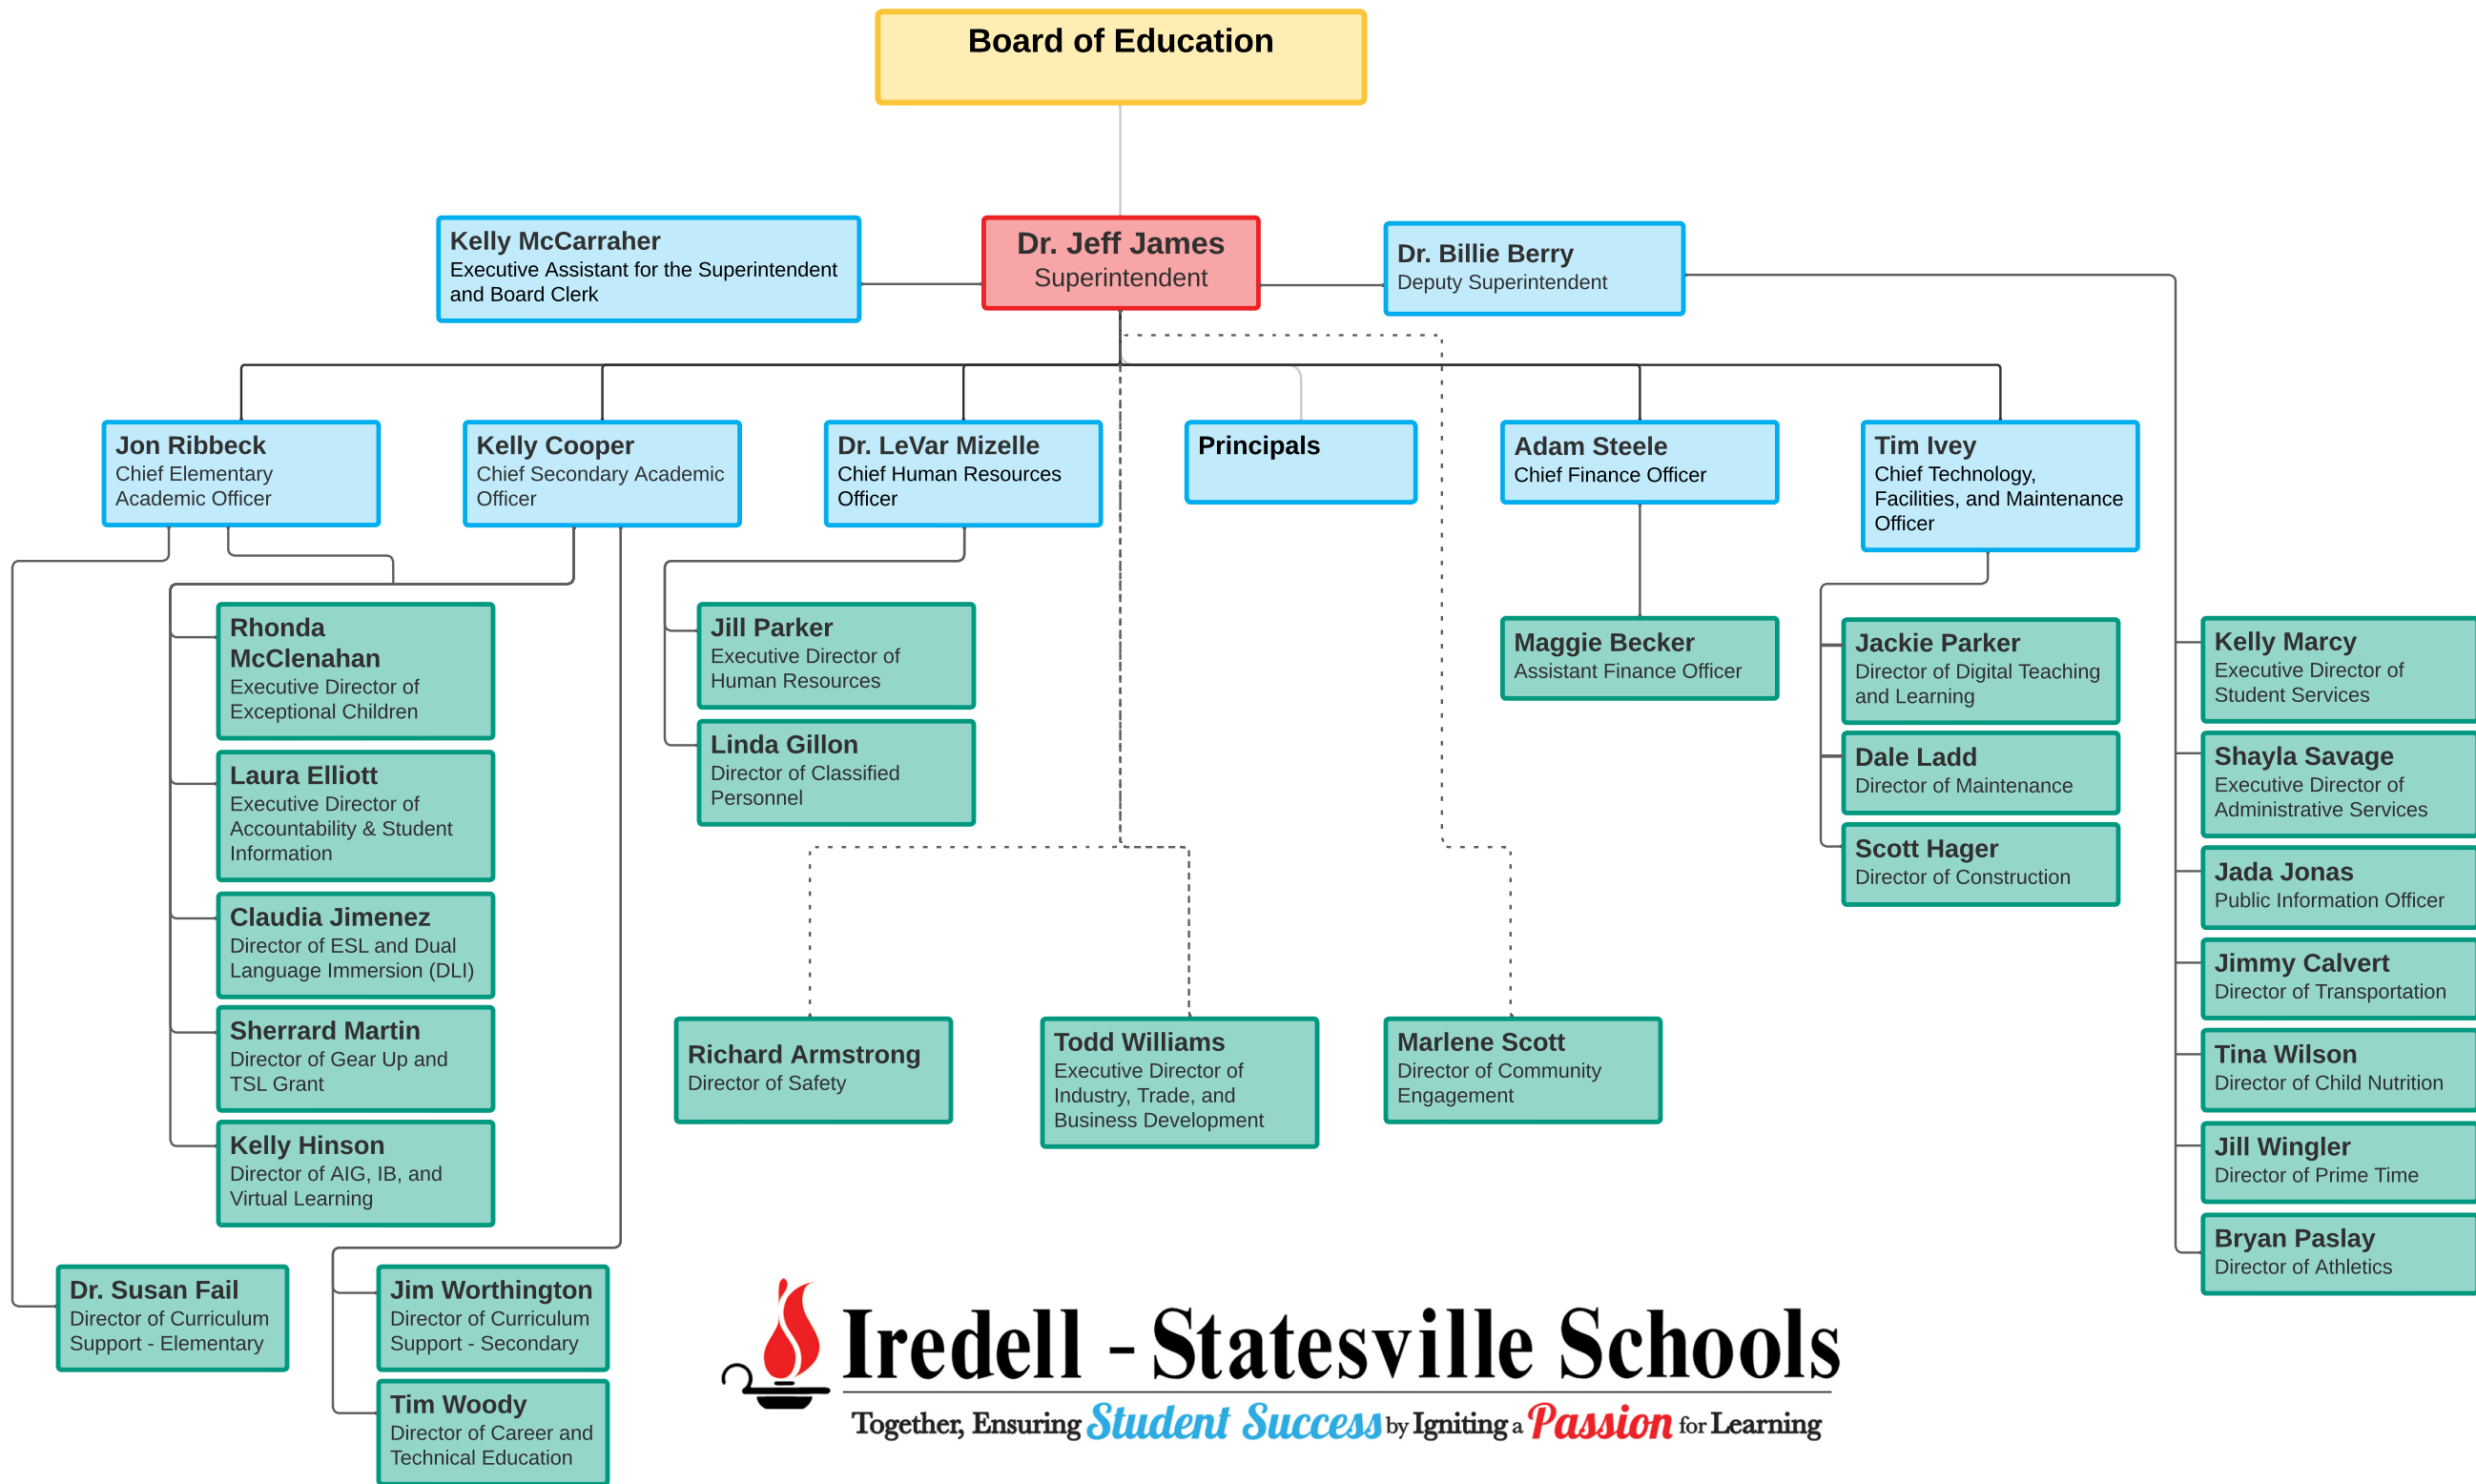 Board of Education
Kelly McCarraher
Executive Assistant for the Superintendent
and Board Clerk
Dr. Jeff James
Superintendent
Dr. Billie Berry
Deputy Superintendent
Jon Ribbeck
Chief Elementary
Academic Officer
Kelly Cooper
Chief Secondary Academic
Officer
Dr. LeVar Mizelle
Chief Human Resources
Officer
Principals
Adam Steele
Chief Finance Officer
Tim Ivey
Chief Technology,
Facilities, and Maintenance
Officer
Rhonda
McClenahan
Executive Director of
Exceptional Children
Laura Elliott
Executive Director of
Accountability & Student
Information
Claudia Jimenez
Director of ESL and Dual
Language Immersion (DLI)
Sherrard Martin
Director of Gear Up and
TSL Grant
Kelly Hinson
Director of AIG, IB, and
Virtual Learning
Dr. Susan Fail
Director of Curriculum
Support - Elementary
Jim Worthington
Director of Curriculum
Support - Secondary
Tim Woody
Director of Career and
Technical Education
Jill Parker
Executive Director of
Human Resources
Linda Gillon
Director of Classified
Personnel
Richard Armstrong
Director of Safety
Todd Williams
Executive Director of
Industry, Trade, and
Business Development
Marlene Scott
Director of Community
Engagement
Maggie Becker
Assistant Finance Officer
Jackie Parker
Director of Digital Teaching
and Learning
Dale Ladd
Director of Maintenance
Scott Hager
Director of Construction
Kelly Marcy
Executive Director of
Student Services
Shayla Savage
Executive Director of
Administrative Services
Jada Jonas
Public Information Officer
Jimmy Calvert
Director of Transportation
Tina Wilson
Director of Child Nutrition
Jill Wingler
Director of Prime Time
Bryan Paslay
Director of Athletics
Iredell - Statesville Schools
Together, Ensuring Student Success by Igniting a Passion for Learning